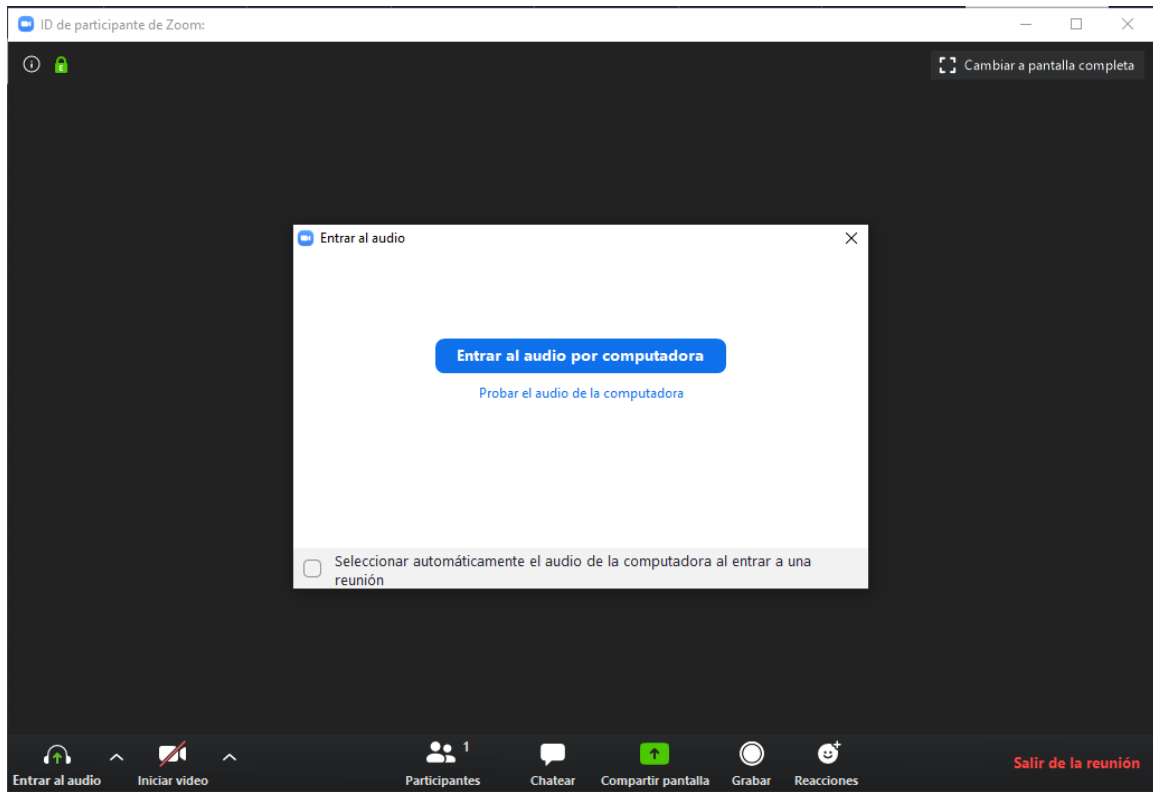 ID de participante de Zoom:
Cambiar a pantalla completa
Entrar al audio
Entrar al audio por computadora
Probar el audio de la computadora
Seleccionar automáticamente el audio de la computadora al entrar a una
reunión
Entrar al audio
Iniciar video
1
Participantes
Chatear
Compartir pantalla
Grabar
Reacciones
Salir de la reunión